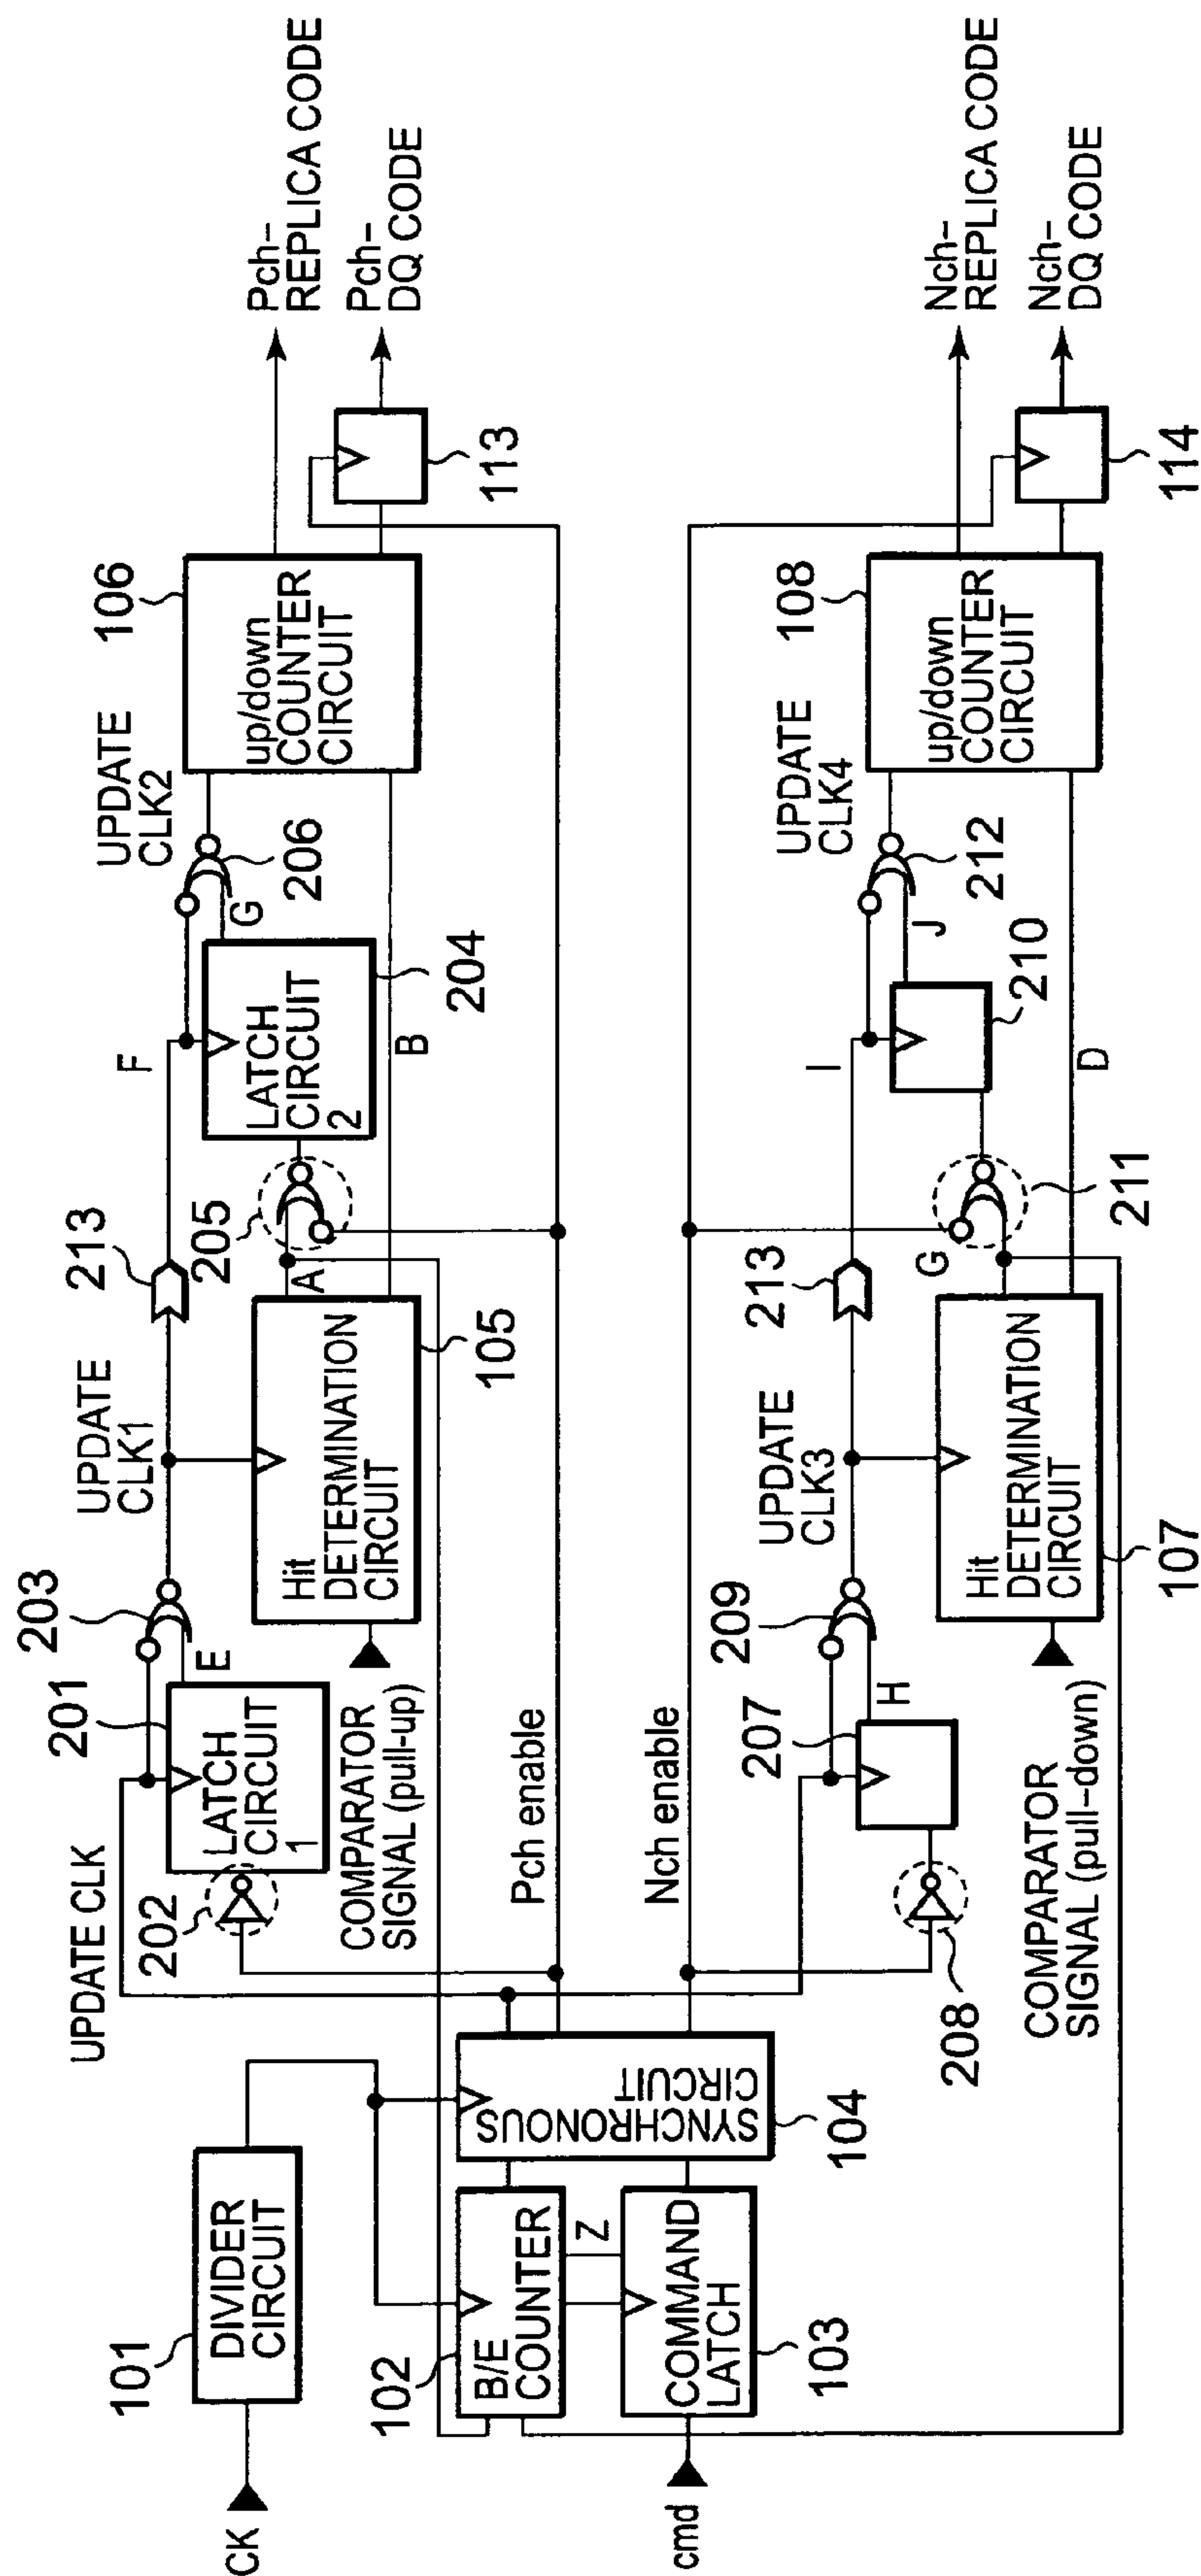 CK
101
DIVIDER
CIRCUIT
102
B/E
COUNTER
Z
cmd
COMMAND
LATCH
103
SYNCHRONOUS
CIRCUIT
104
UPDATE CLK
202
201
LATCH
CIRCUIT
1
E
203
UPDATE
CLK1
COMPARATOR
SIGNAL (pull-up)
Hit
DETERMINATION
CIRCUIT
105
213
F
A
205
LATCH
CIRCUIT
2
204
B
G
206
UPDATE
CLK2
106
up/down
COUNTER
CIRCUIT
113
Pch-
REPLICA CODE
Pch-
DQ CODE
Pch enable
Nch enable
208
207
H
209
UPDATE
CLK3
COMPARATOR
SIGNAL (pull-down)
Hit
DETERMINATION
CIRCUIT
107
213
I
G
211
210
D
J
212
UPDATE
CLK4
108
up/down
COUNTER
CIRCUIT
114
Nch-
REPLICA CODE
Nch-
DQ CODE